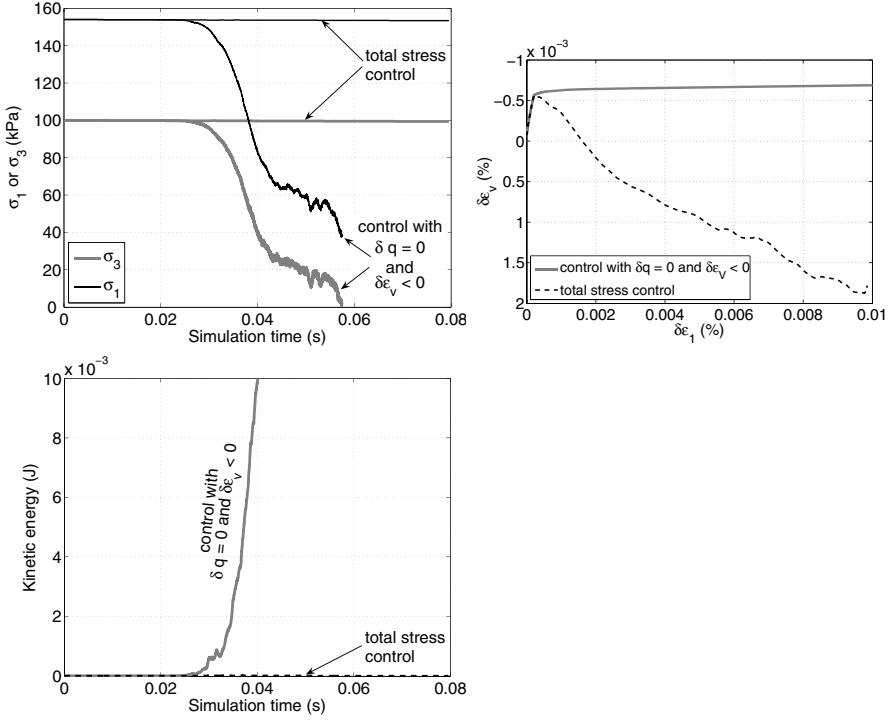 160
140
120
100
80
60
40
20
0
σ1 or σ3 (kPa)
total stress
control
control with
δ q = 0
and
δεv < 0
σ3
σ1
0
0.02
0.04
0.06
0.08
Simulation time (s)
x 10−3
−1
−0.5
0
0.5
1
1.5
2
δεv (%)
control with δq = 0 and δεV < 0
total stress control
0
0.002
0.004
0.006
0.008
0.01
δε1 (%)
x 10−3
10
8
6
4
2
0
Kinetic energy (J)
control with
δ q = 0 and δεv < 0
total stress
control
0
0.02
0.04
0.06
0.08
Simulation time (s)